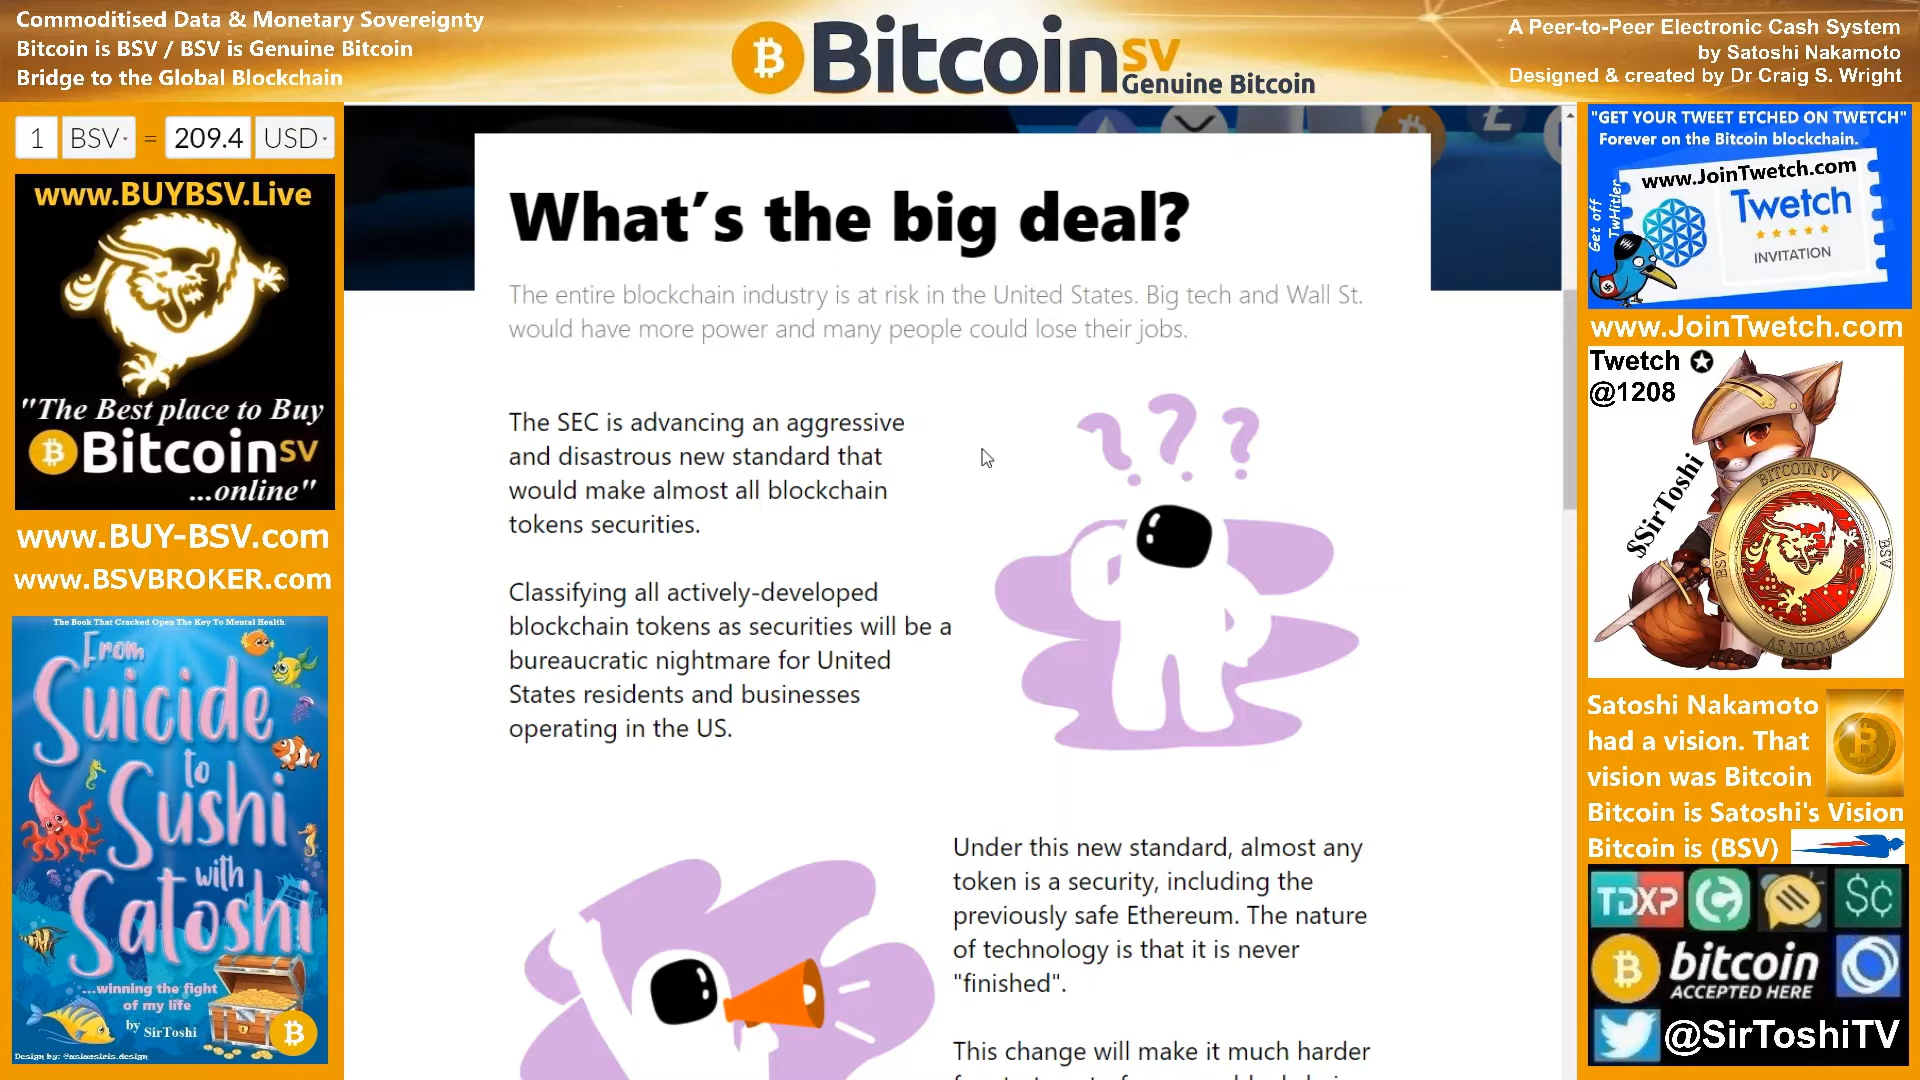 Commoditised Data & Monetary Sovereignty
Bitcoin is BSV / BSV is Genuine Bitcoin
Bridge to the Global Blockchain
Bitcoin SV
Genuine Bitcoin
A Peer-to-Peer Electronic Cash System
by Satoshi Nakamoto
Designed & created by Dr Craig S. Wright
1 BSV = 209.4 USD
www.BUYBSV.Live
"The Best place to Buy
Bitcoin SV
...online"
www.BUY-BSV.com
www.BSVBROKER.com
The Book That Cracked Open The Key To Mental Health
From
Suicide
to
Sushi
with
Satoshi
...winning the fight
of my life
by SirToshi
What's the big deal?
The entire blockchain industry is at risk in the United States. Big tech and Wall St.
would have more power and many people could lose their jobs.
The SEC is advancing an aggressive
and disastrous new standard that
would make almost all blockchain
tokens securities.
Classifying all actively-developed
blockchain tokens as securities will be a
bureaucratic nightmare for United
States residents and businesses
operating in the US.
???
Under this new standard, almost any
token is a security, including the
previously safe Ethereum. The nature
of technology is that it is never
"finished".
This change will make it much harder
"GET YOUR TWEET ETCHED ON TWETCH"
Forever on the Bitcoin blockchain.
www.JoinTwetch.com
Twetch
INVITATION
Get off
TwHitler
www.JoinTwetch.com
Twetch
@1208
$SirToshi
BITCOIN SV
BSV
BSV
BITCOIN SV
Satoshi Nakamoto
had a vision. That
vision was Bitcoin
Bitcoin is Satoshi's Vision
Bitcoin is (BSV)
TDXP
$c
bitcoin
ACCEPTED HERE
@SirToshiTV